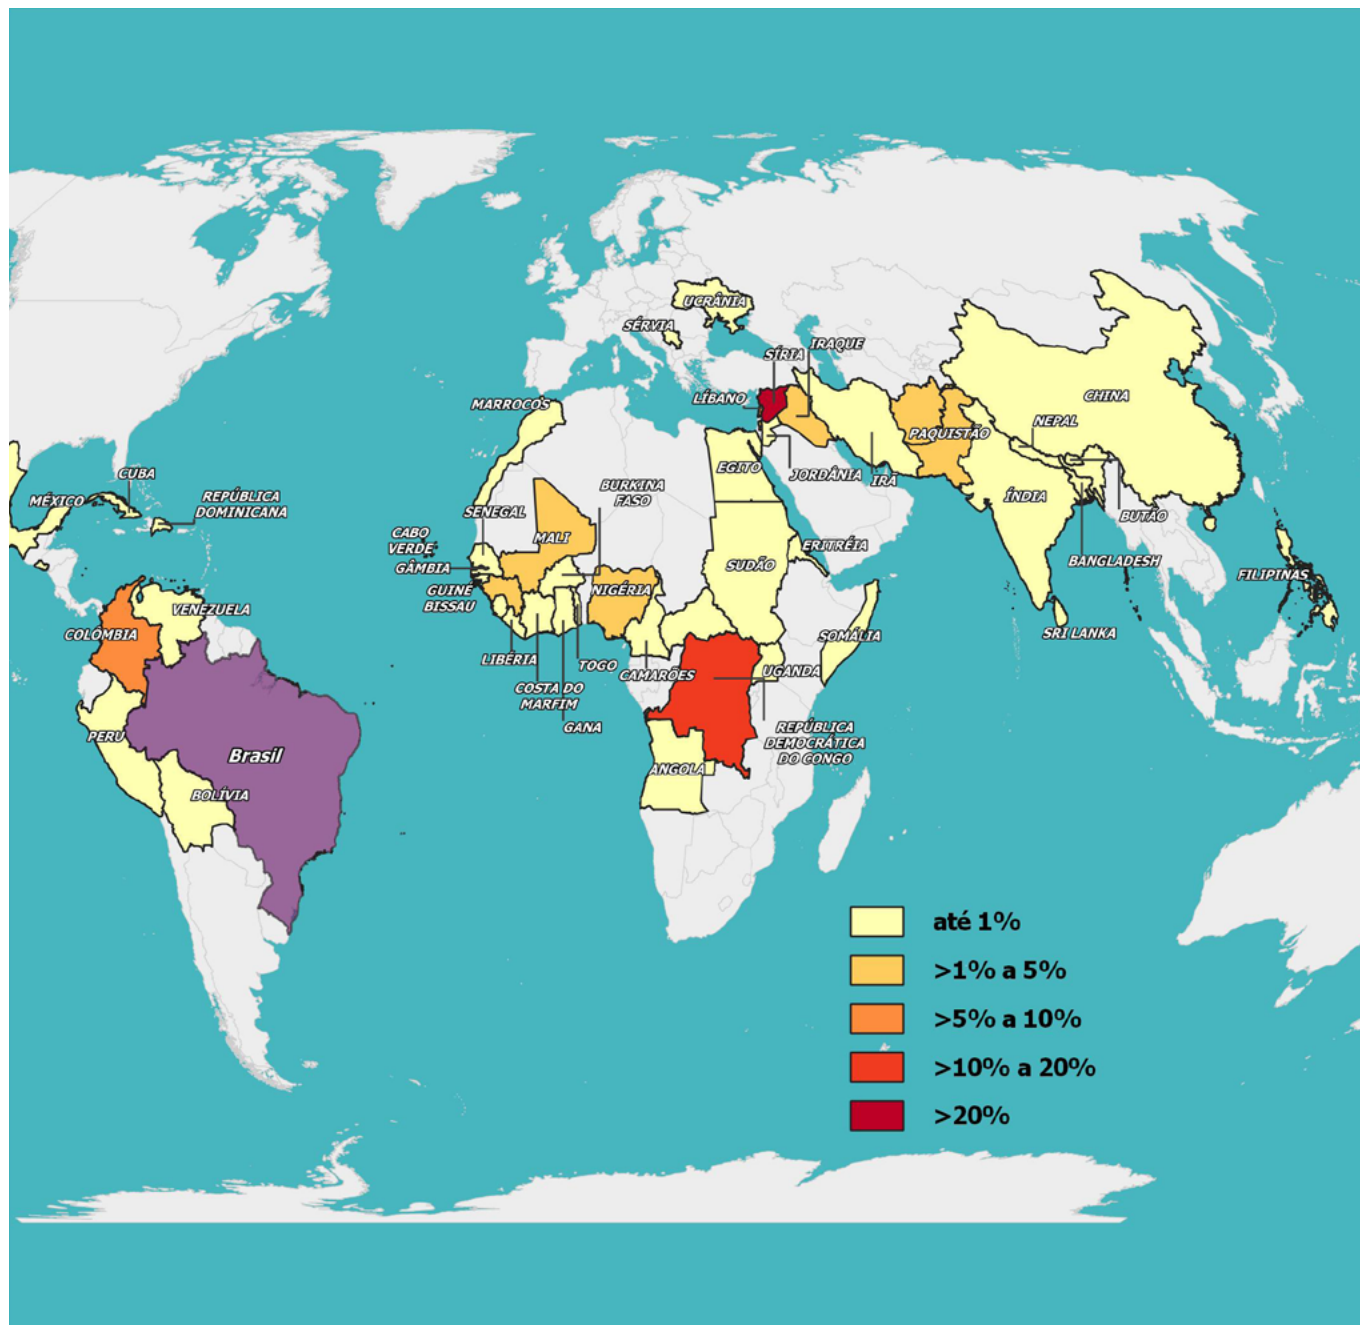 UCRÂNIA
SÉRVIA
IRAQUE
SÍRIA
LÍBANO
MARROCOS
CHINA
NEPAL
PAQUISTÃO
CUBA
MÉXICO
REPÚBLICA
DOMINICANA
BURKINA
FASO
EGITO
JORDÂNIA
IRÃ
ÍNDIA
SENEGAL
BUTÃO
CABO
VERDE
MALI
ERITRÉIA
GÂMBIA
SUDÃO
BANGLADESH
FILIPINAS
GUINÉ
BISSAU
NIGÉRIA
VENEZUELA
COLÔMBIA
SOMÁLIA
SRI LANKA
LIBÉRIA
TOGO
CAMARÕES
UGANDA
COSTA DO
MARFIM
GANA
REPÚBLICA
DEMOCRÁTICA
DO CONGO
PERU
Brasil
ANGOLA
BOLÍVIA
até 1%
>1% a 5%
>5% a 10%
>10% a 20%
>20%